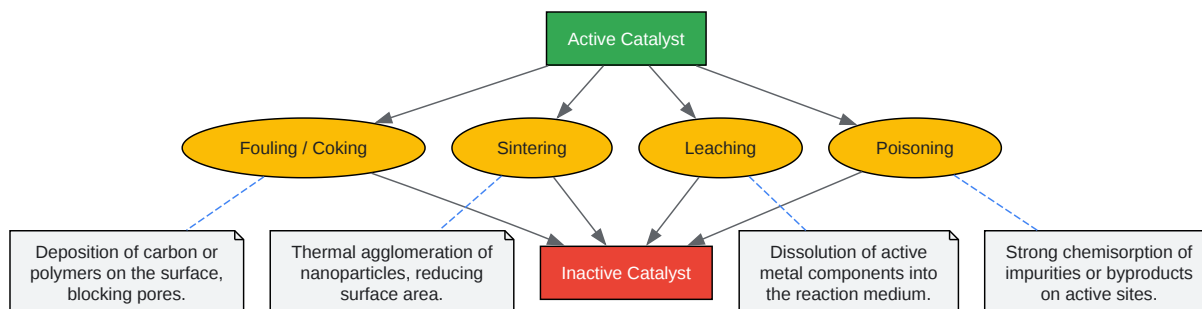 Active Catalyst
Fouling / Coking
Sintering
Leaching
Poisoning
Deposition of carbon or
polymers on the surface,
blocking pores.
Thermal agglomeration of
nanoparticles, reducing
surface area.
Inactive Catalyst
Dissolution of active
metal components into
the reaction medium.
Strong chemisorption of
impurities or byproducts
on active sites.